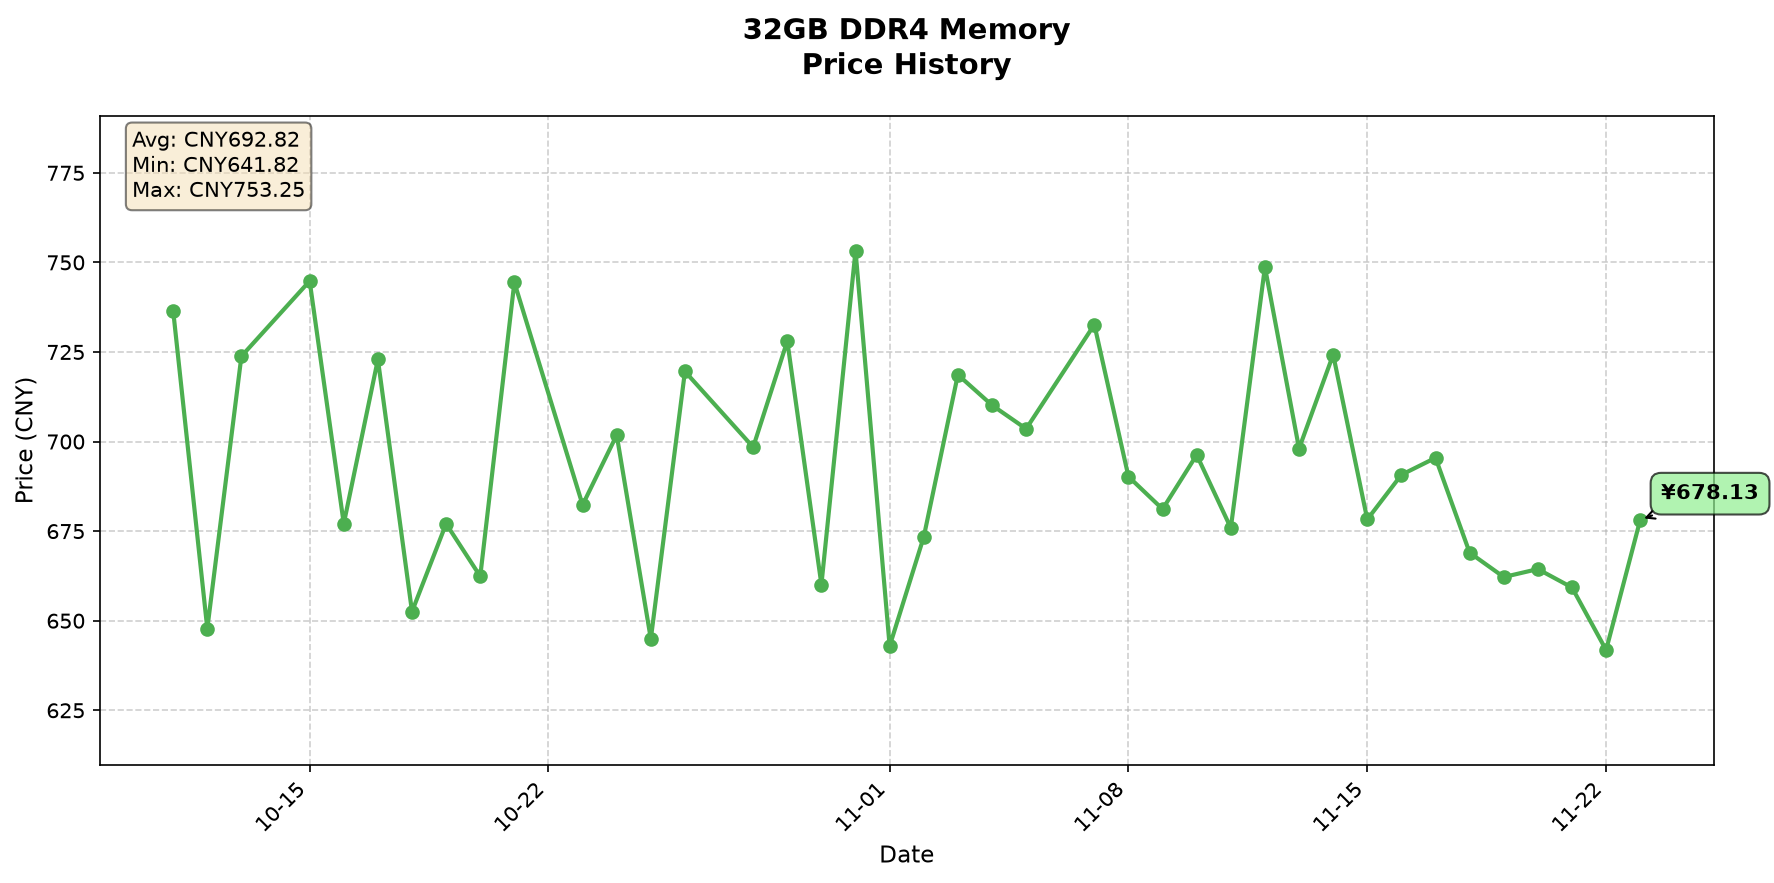 32GB DDR4 Memory
Price History
Avg: CNY692.82
Min: CNY641.82
Max: CNY753.25
775
750
725
700
675
650
625
Price (CNY)
¥678.13
10-15
10-22
11-01
11-08
11-15
11-22
Date